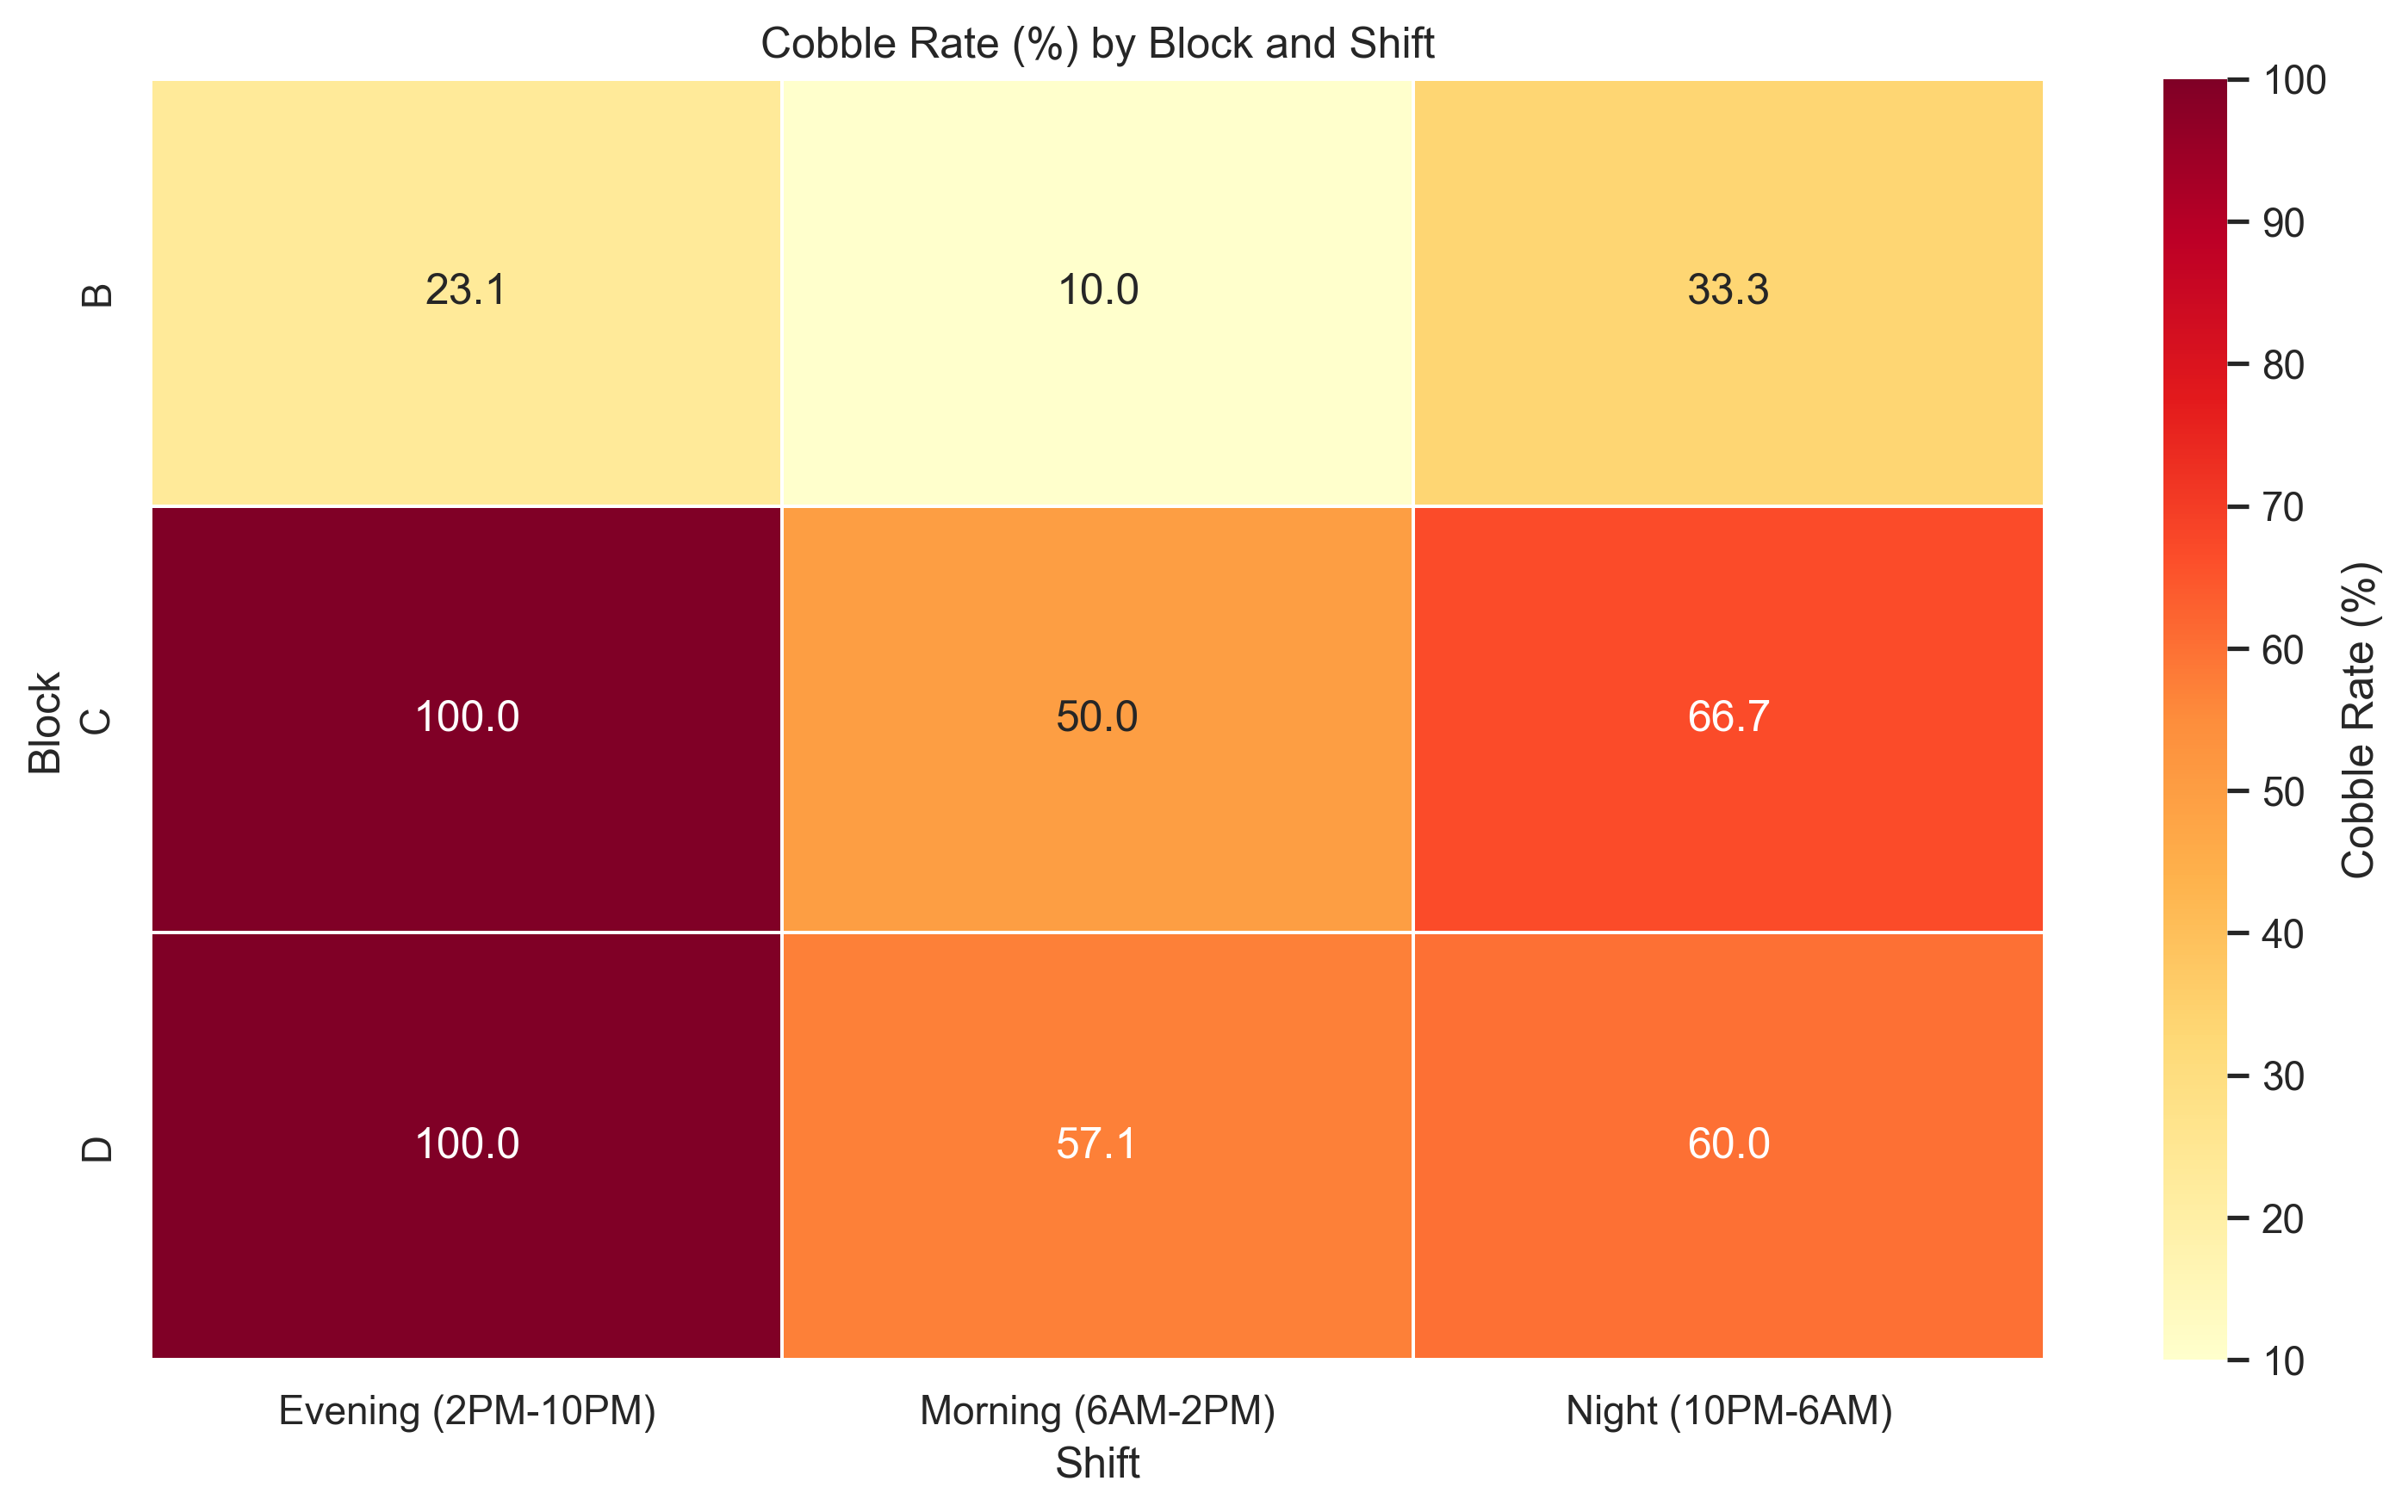 Cobble Rate (%) by Block and Shift
Block
B
23.1
10.0
33.3
C
100.0
50.0
66.7
D
100.0
57.1
60.0
Evening (2PM-10PM)
Morning (6AM-2PM)
Night (10PM-6AM)
Shift
100
90
80
70
60
50
40
30
20
10
Cobble Rate (%)